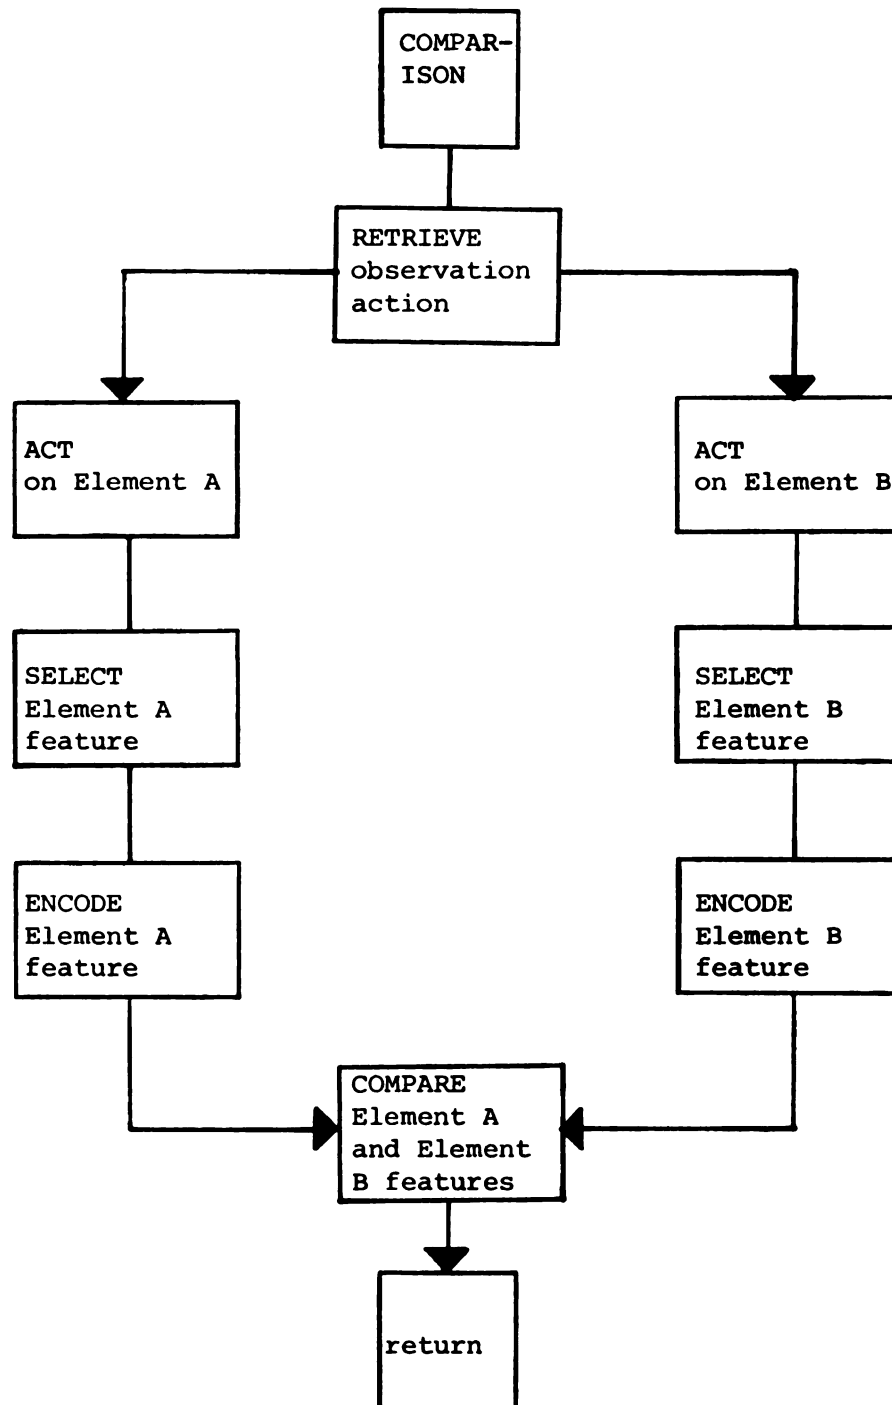 COMPAR-
ISON
RETRIEVE
observation
action
ACT
on Element A
ACT
on Element B
SELECT
Element A
feature
SELECT
Element B
feature
ENCODE
Element A
feature
ENCODE
Element B
feature
COMPARE
Element A
and Element
B features
return